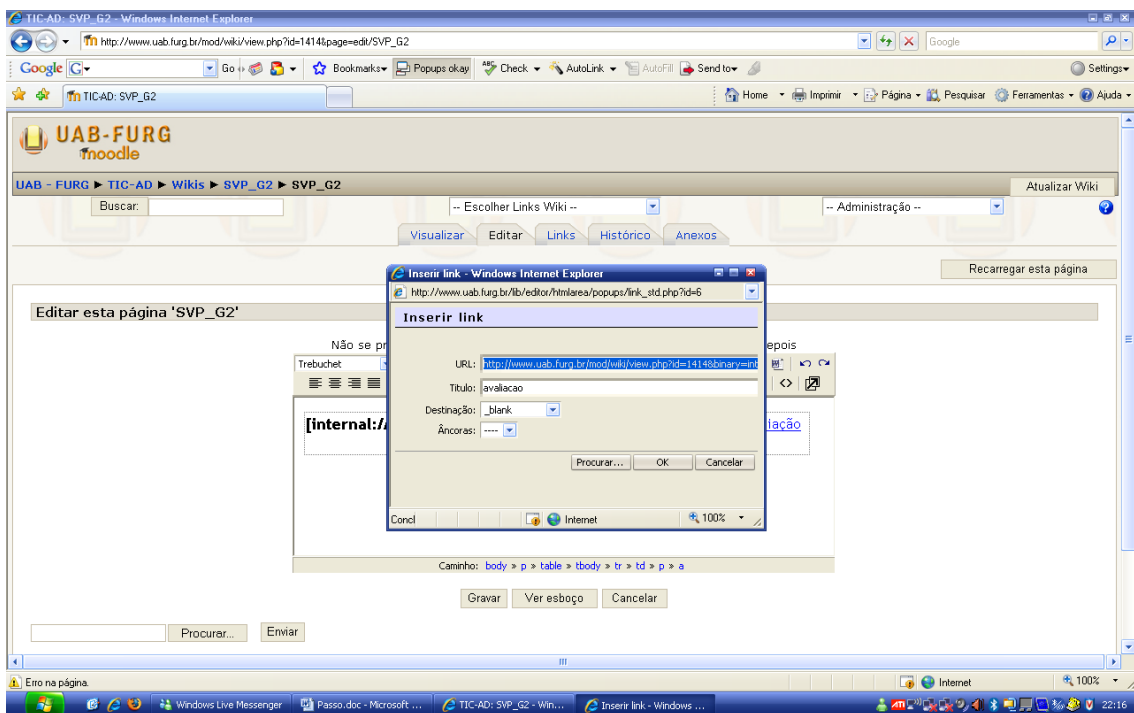 TIC-AD: SVP_G2 - Windows Internet Explorer
http://www.uab.furg.br/mod/wiki/view.php?id=1414&page=edit/SVP_G2
Google
Google G Go Bookmarks Popups okay Check AutoLink AutoFill Send to Settings
TIC-AD: SVP_G2
Home Imprimir Página Pesquisar Ferramentas Ajuda
UAB-FURG
moodle
UAB - FURG ► TIC-AD ► Wikis ► SVP_G2 ► SVP_G2
Atualizar Wiki
Buscar: -- Escolher Links Wiki -- -- Administração --
Visualizar Editar Links Histórico Anexos
Recarregar esta página
Inserir link - Windows Internet Explorer
http://www.uab.furg.br/lib/editor/htmlarea/popups/link_std.php?id=6
Inserir link
URL: http://www.uab.furg.br/mod/wiki/view.php?id=1414&binary=int
Titulo: avaliacao
Destinação: _blank
Âncoras: ----
Procurar... OK Cancelar
Concl Internet 100%
Editar esta página 'SVP_G2'
Não se pr epois
Trebuchet
[internal:// iação
Caminho: body » p » table » tbody » tr » td » p » a
Gravar Ver esboço Cancelar
Procurar... Enviar
Erro na página. Internet 100%
Windows Live Messenger Passo.doc - Microsoft ... TIC-AD: SVP_G2 - Win... Inserir link - Windows ... 22:16